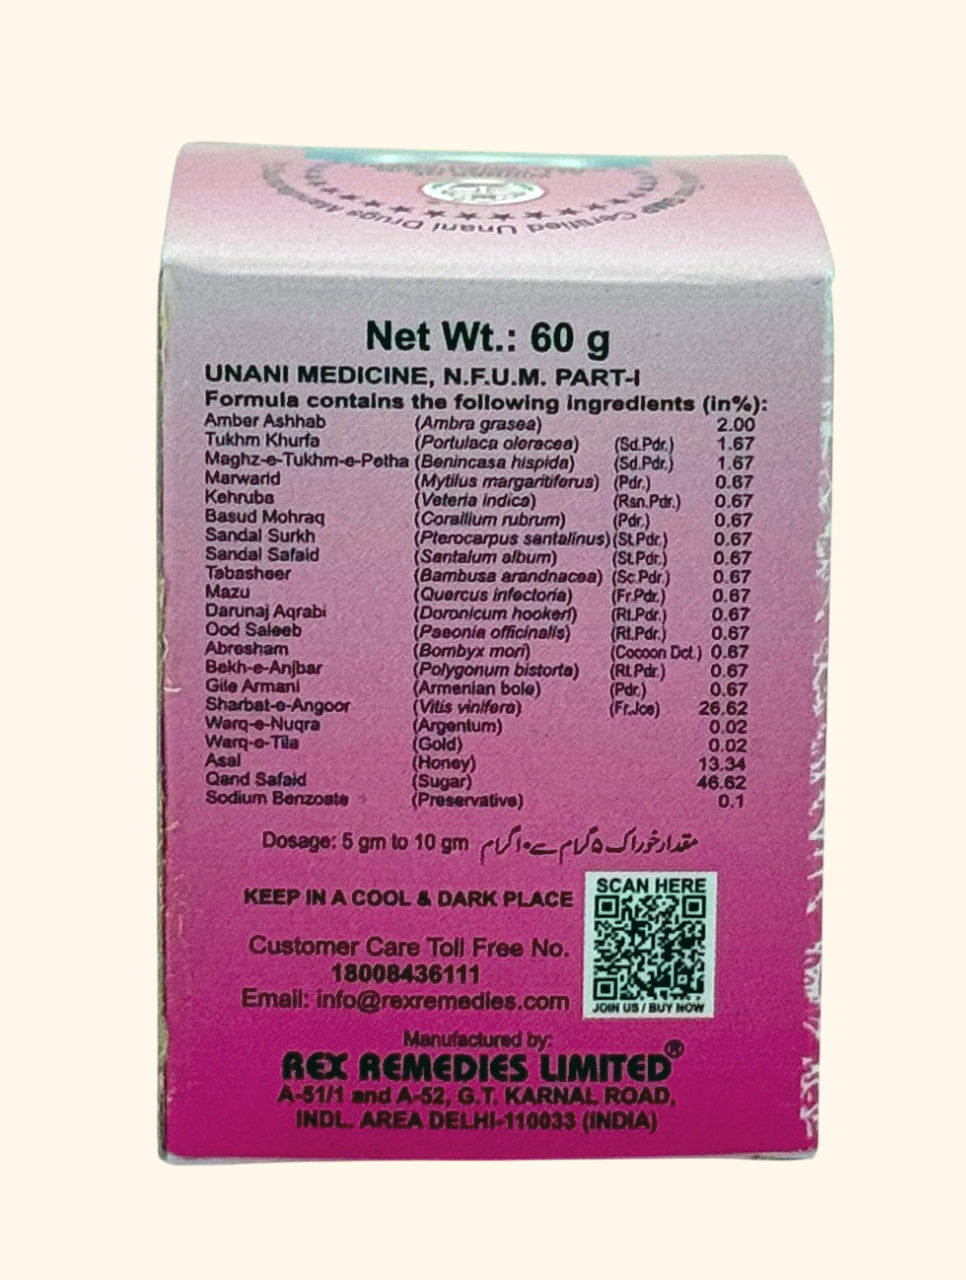 GMP Certified Unani Drugs
Net Wt.: 60 g
UNANI MEDICINE, N.F.U.M. PART-I
Formula contains the following ingredients (in%):
Amber Ashhab (Ambra grasea) 2.00
Tukhm Khurfa (Portulaca oleracea) (Sd.Pdr.) 1.67
Maghz-e-Tukhm-e-Petha (Benincasa hispida) (Sd.Pdr.) 1.67
Marwarid (Mytilus margaritiferus) (Pdr.) 0.67
Kehruba (Veteria indica) (Rsn.Pdr.) 0.67
Basud Mohraq (Corallium rubrum) (Pdr.) 0.67
Sandal Surkh (Pterocarpus santalinus) (St.Pdr.) 0.67
Sandal Safaid (Santalum album) (St.Pdr.) 0.67
Tabasheer (Bambusa arandnacea) (Sc.Pdr.) 0.67
Mazu (Quercus infectoria) (Fr.Pdr.) 0.67
Darunaj Aqrabi (Doronicum hookeri) (Rt.Pdr.) 0.67
Ood Saleeb (Paeonia officinalis) (Rt.Pdr.) 0.67
Abresham (Bombyx mori) (Cocoon Dct.) 0.67
Bekh-e-Anjbar (Polygonum bistorta) (Rt.Pdr.) 0.67
Gile Armani (Armenian bole) (Pdr.) 0.67
Sharbat-e-Angoor (Vitis vinifera) (Fr.Jce) 26.62
Warq-e-Nuqra (Argentum) 0.02
Warq-e-Tila (Gold) 0.02
Asal (Honey) 13.34
Qand Safaid (Sugar) 46.62
Sodium Benzoate (Preservative) 0.1
Dosage: 5 gm to 10 gm مقدار خوراک ۵ گرام سے ۱۰ گرام
KEEP IN A COOL & DARK PLACE
SCAN HERE
JOIN US / BUY NOW
Customer Care Toll Free No.
18008436111
Email: info@rexremedies.com
Manufactured by:
REX REMEDIES LIMITED®
A-51/1 and A-52, G.T. KARNAL ROAD,
INDL. AREA DELHI-110033 (INDIA)